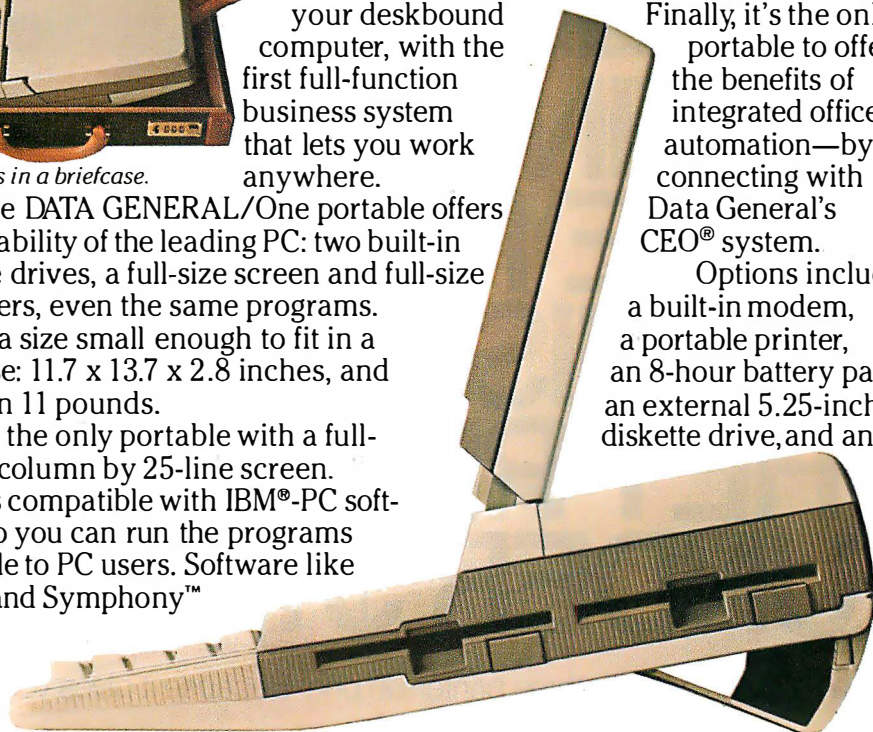 your deskbound
computer, with the
first full-function
business system
that lets you work
anywhere.
s in a briefcase.
e DATA GENERAL/One portable offers
ability of the leading PC: two built-in
e drives, a full-size screen and full-size
ers, even the same programs.
a size small enough to fit in a
e: 11.7 x 13.7 x 2.8 inches, and
n 11 pounds.
the only portable with a full-
column by 25-line screen.
s compatible with IBM®-PC soft-
o you can run the programs
le to PC users. Software like
and Symphony™
Finally, it's the onl
portable to offe
the benefits of
integrated office
automation—by
connecting with
Data General's
CEO® system.
Options includ
a built-in modem,
a portable printer,
an 8-hour battery pa
an external 5.25-inch
diskette drive, and an